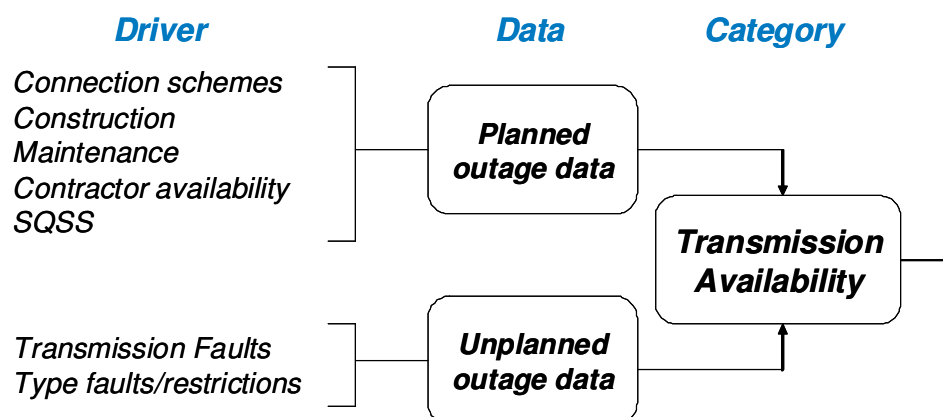 Driver
Data
Category
Connection schemes
Construction
Maintenance
Contractor availability
SQSS
Planned
outage data
Transmission
Availability
Transmission Faults
Type faults/restrictions
Unplanned
outage data